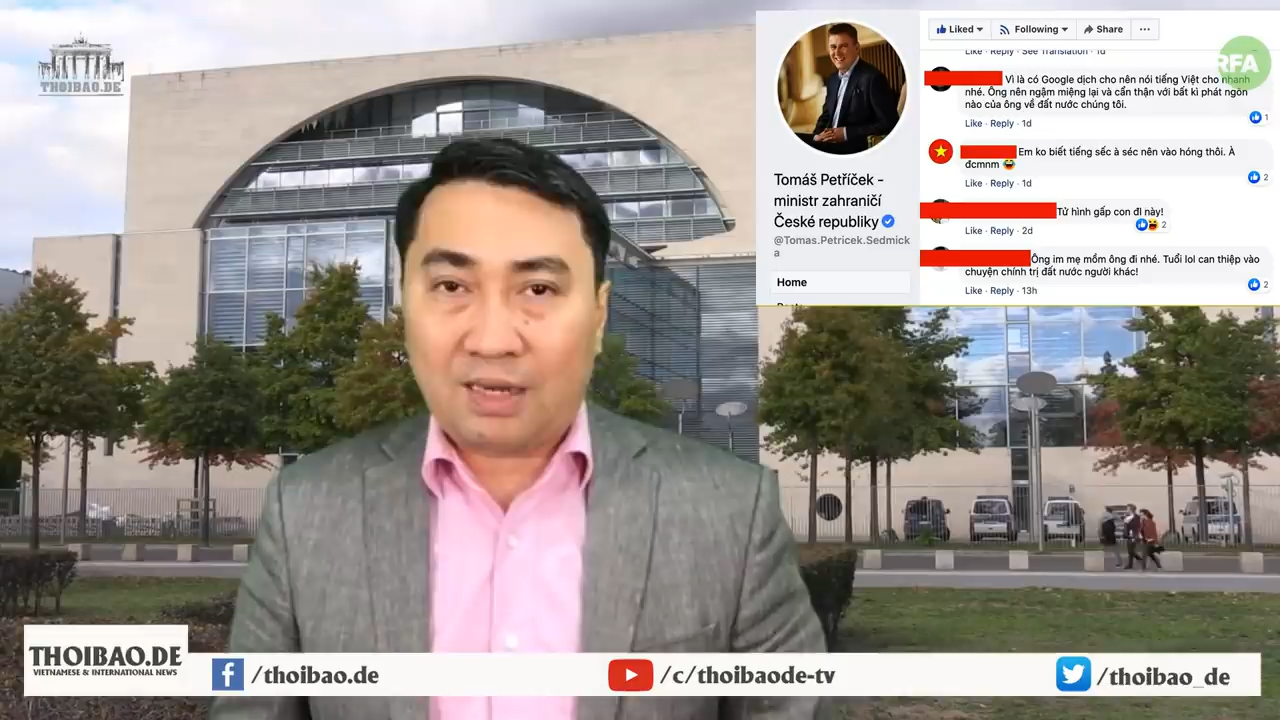 THOIBAO.DE
Tomáš Petříček -
ministr zahraničí
České republiky
@Tomas.Petricek.Sedmick
a
Home
Liked
Following
Share
RFA
Like · Reply · See Translation · 1d
Vì là có Google dịch cho nên nói tiếng Việt cho nhanh
nhé. Ông nên ngậm miệng lại và cẩn thận với bất kì phát ngôn
nào của ông về đất nước chúng tôi.
Like · Reply · 1d
1
Em ko biết tiếng sếc à séc nên vào hóng thôi. À
đcmnm 😂
Like · Reply · 1d
2
Tử hình gấp con đĩ này!
Like · Reply · 2d
2
Ông im mẹ mồm ông đi nhé. Tuổi lol can thiệp vào
chuyện chính trị đất nước người khác!
Like · Reply · 13h
2
THOIBAO.DE
VIETNAMESE & INTERNATIONAL NEWS
/thoibao.de
/c/thoibaode-tv
/thoibao_de